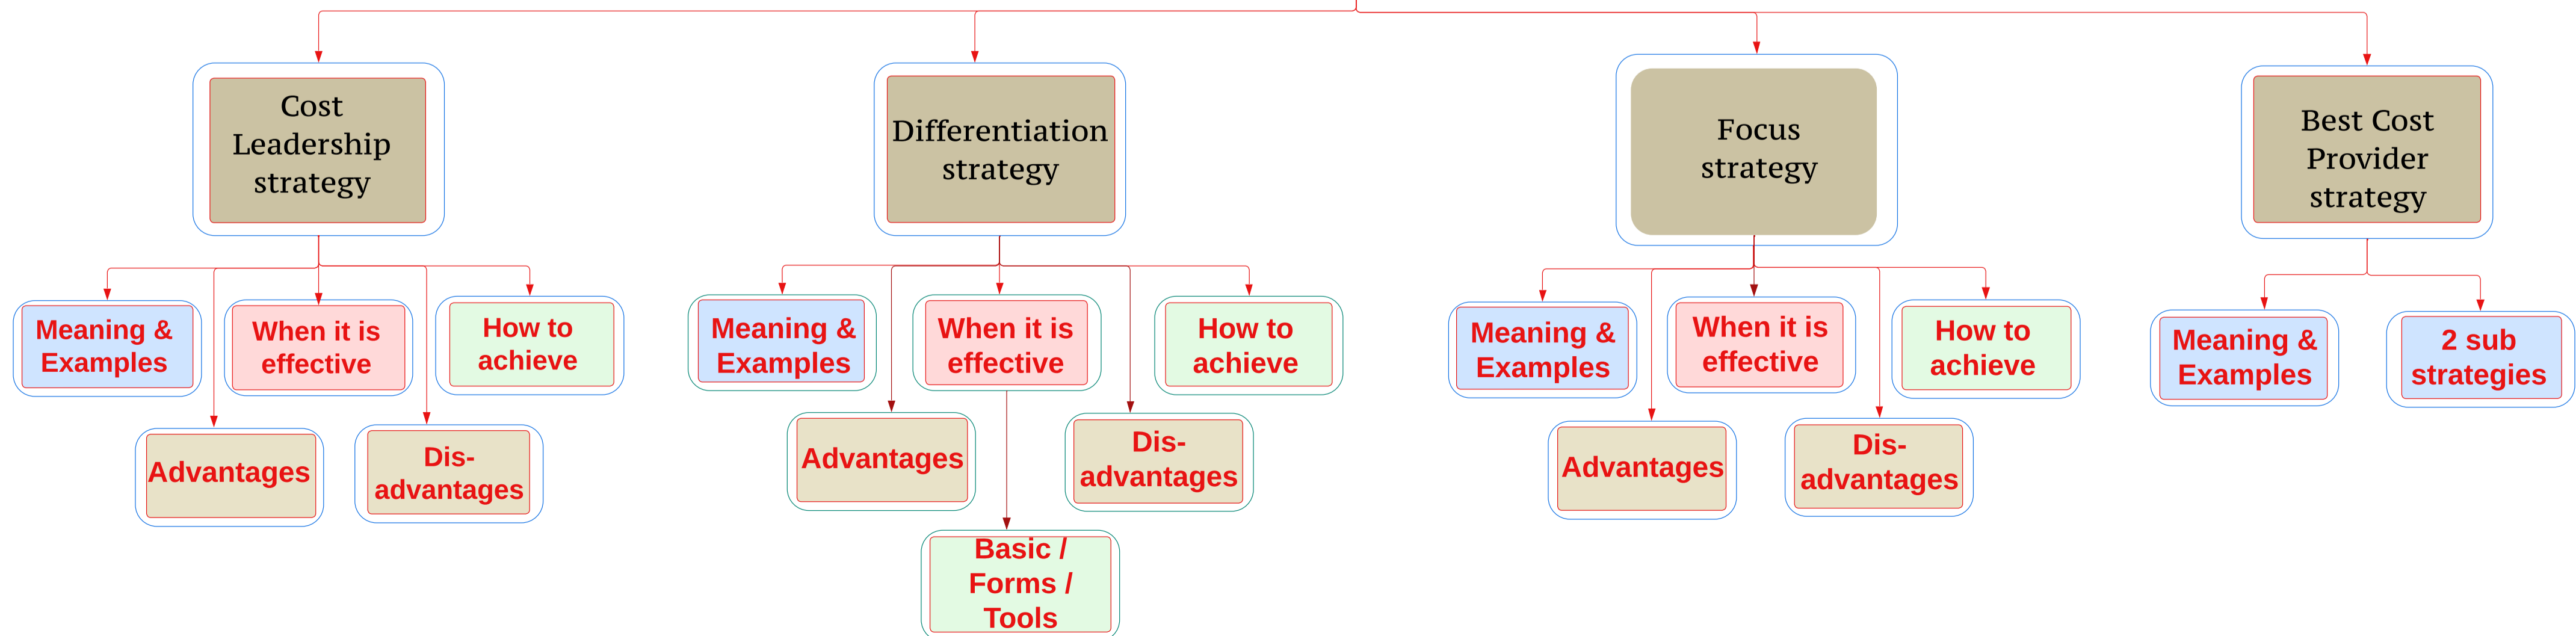 Cost
Leadership
strategy
Differentiation
strategy
Focus
strategy
Best Cost
Provider
strategy
Meaning &
Examples
When it is
effective
How to
achieve
Advantages
Dis-
advantages
Meaning &
Examples
When it is
effective
How to
achieve
Advantages
Dis-
advantages
Basic /
Forms /
Tools
Meaning &
Examples
When it is
effective
How to
achieve
Advantages
Dis-
advantages
Meaning &
Examples
2 sub
strategies